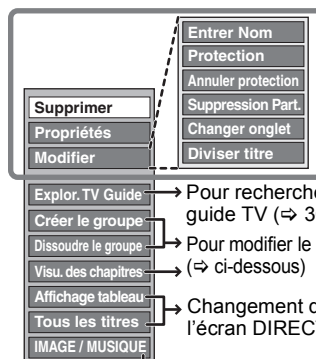 Entrer Nom
Protection
Annuler protection
Suppression Part.
Changer onglet
Diviser titre
Supprimer
Propriétés
Modifier
Explor. TV Guide
Créer le groupe
Dissoudre le groupe
Visu. des chapitres
Affichage tableau
Tous les titres
IMAGE / MUSIQUE
Pour recherche
guide TV (⇨ 3
Pour modifier le
(⇨ ci-dessous)
Changement d
l'écran DIRECT